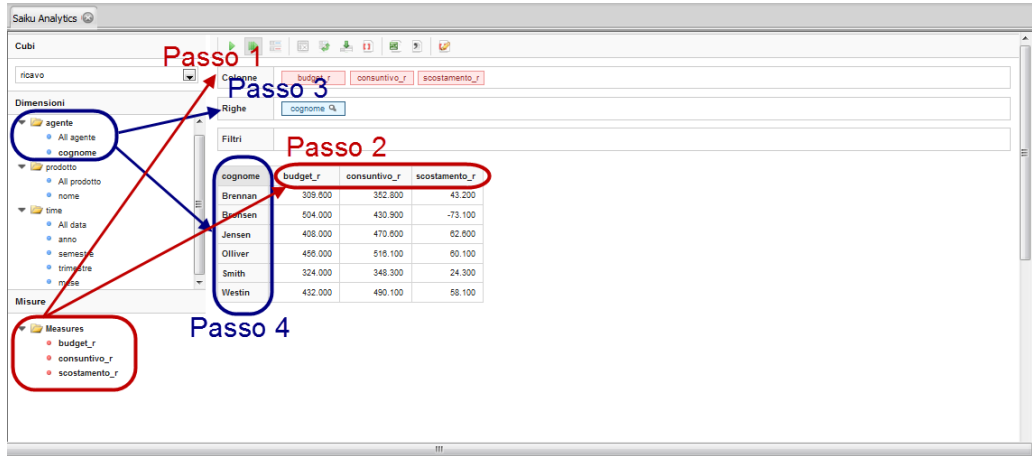 Saiku Analytics
Cubi
ricavo
Dimensioni
agente
All agente
cognome
prodotto
All prodotto
nome
time
All data
anno
semestre
trimestre
mese
Misure
Measures
budget_r
consuntivo_r
scostamento_r
Passo 1
Colonne budget_r consuntivo_r scostamento_r
Passo 3
Righe cognome
Filtri
Passo 2
cognome budget_r consuntivo_r scostamento_r
Brennan 309.600 352.800 43.200
Bronsen 504.000 430.900 -73.100
Jensen 408.000 470.600 62.600
Olliver 456.000 516.100 60.100
Smith 324.000 348.300 24.300
Westin 432.000 490.100 58.100
Passo 4